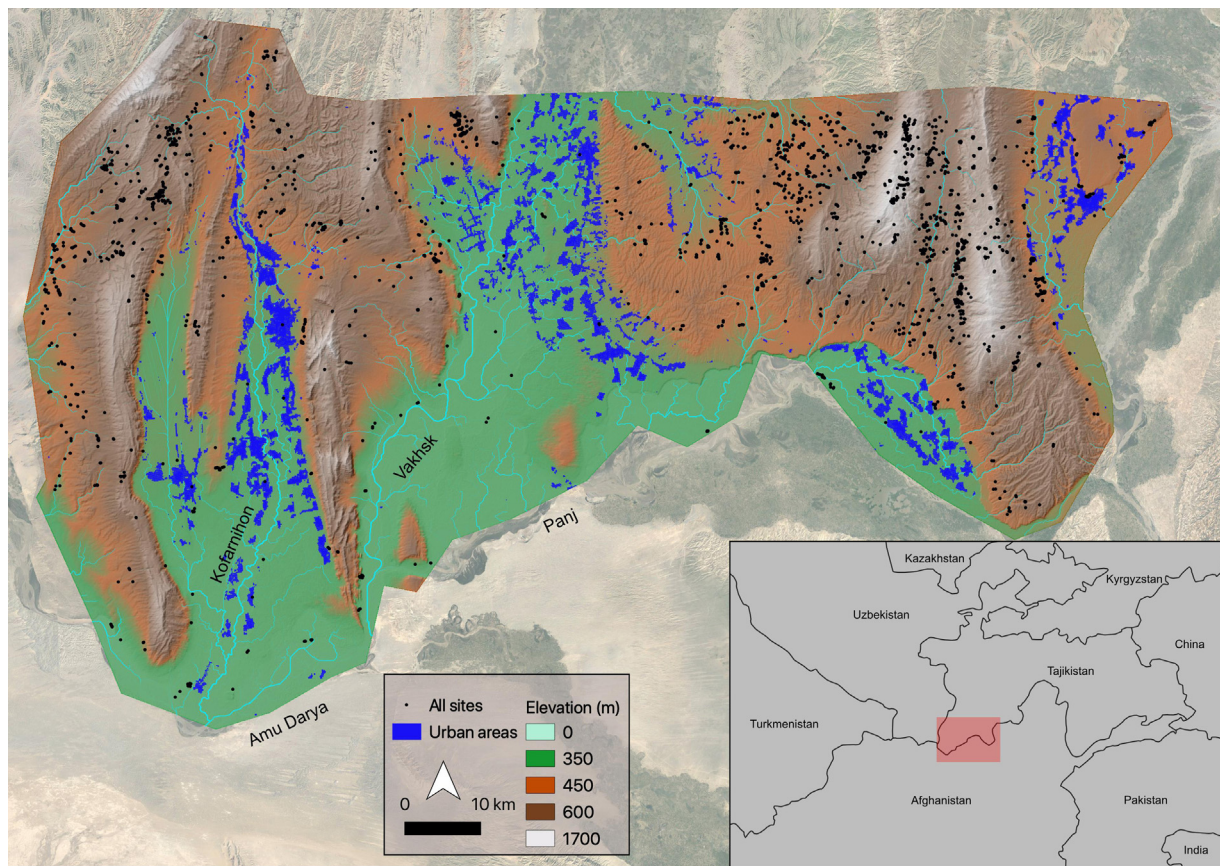 Kofarnihon
Vakhsk
Panj
Amu Darya
All sites
Urban areas
0 10 km
Elevation (m)
0
350
450
600
1700
Kazakhstan
Kyrgyzstan
Uzbekistan
China
Tajikistan
Turkmenistan
Afghanistan
Pakistan
India